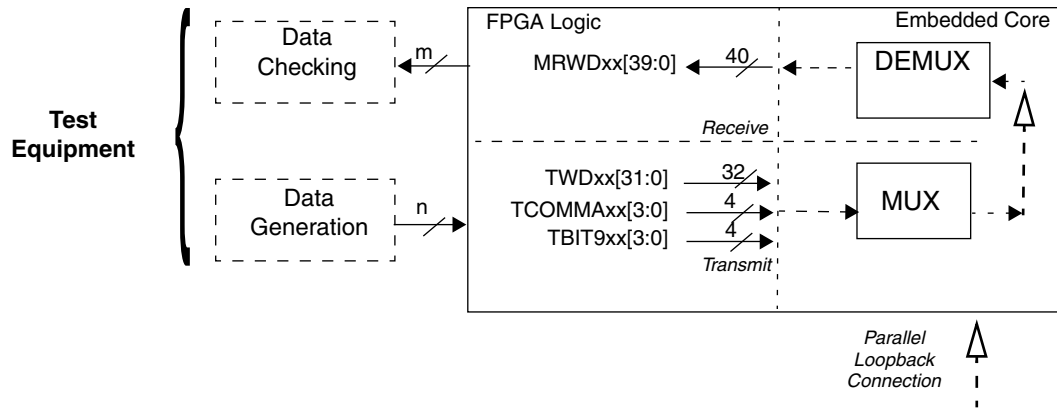 FPGA Logic
Embedded Core
Data
Checking
m
MRWDxx[39:0]
40
DEMUX
Test
Equipment
Receive
Data
Generation
n
TWDxx[31:0]
32
TCOMMAxx[3:0]
4
TBIT9xx[3:0]
4
MUX
Transmit
Parallel
Loopback
Connection